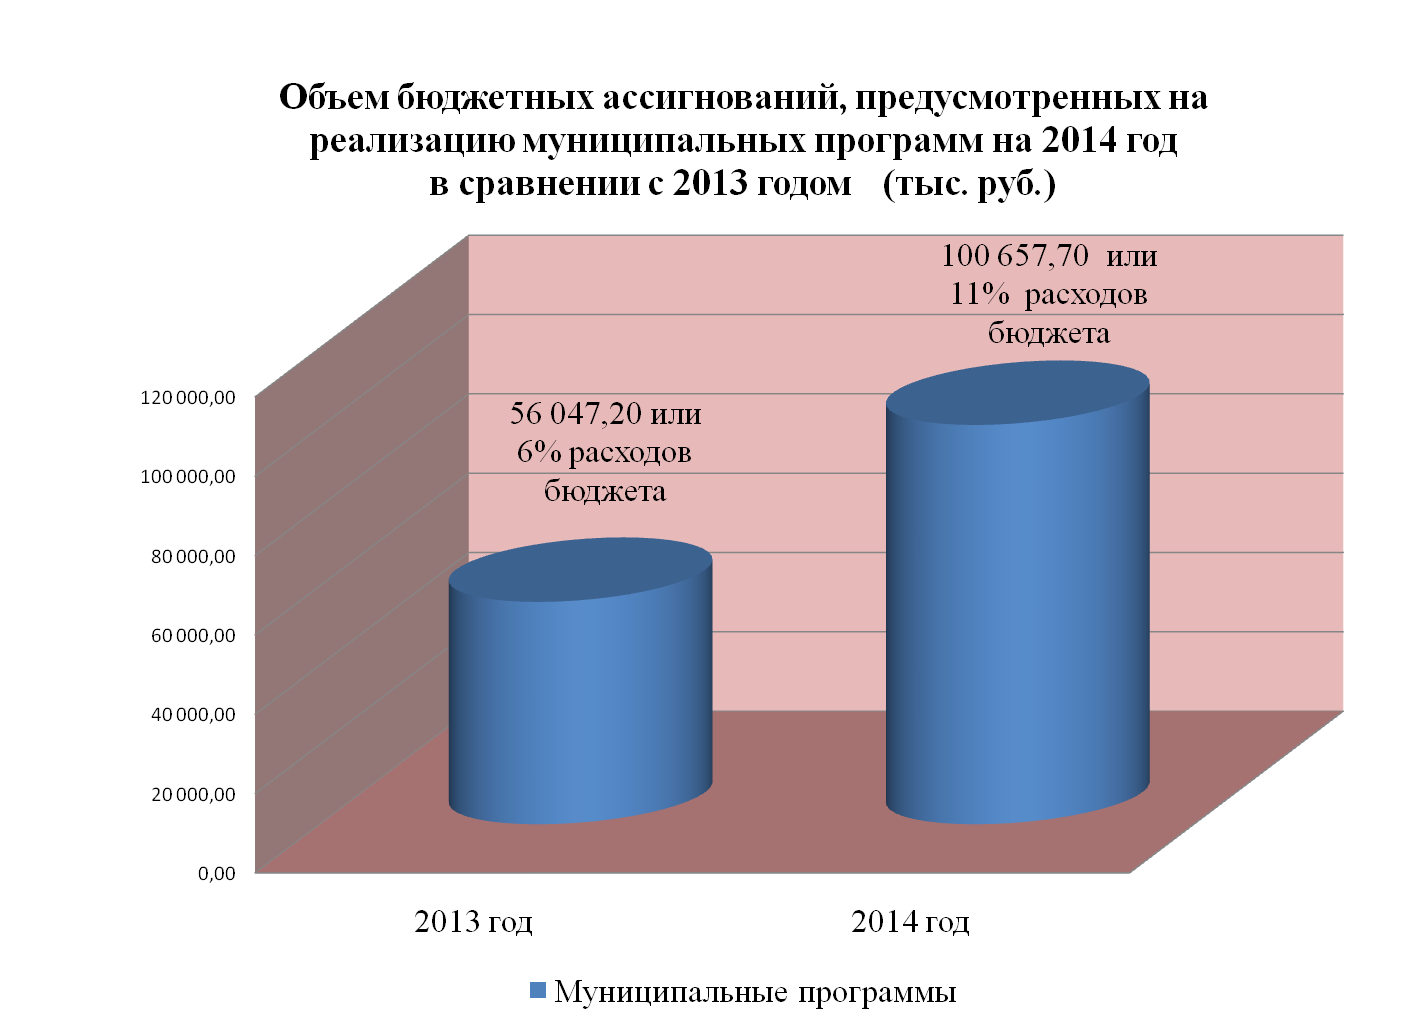 Объем бюджетных ассигнований, предусмотренных на
реализацию муниципальных программ на 2014 год
в сравнении с 2013 годом (тыс. руб.)
100 657,70 или
11% расходов
бюджета
56 047,20 или
6% расходов
бюджета
120 000,00
100 000,00
80 000,00
60 000,00
40 000,00
20 000,00
0,00
2013 год
2014 год
Муниципальные программы